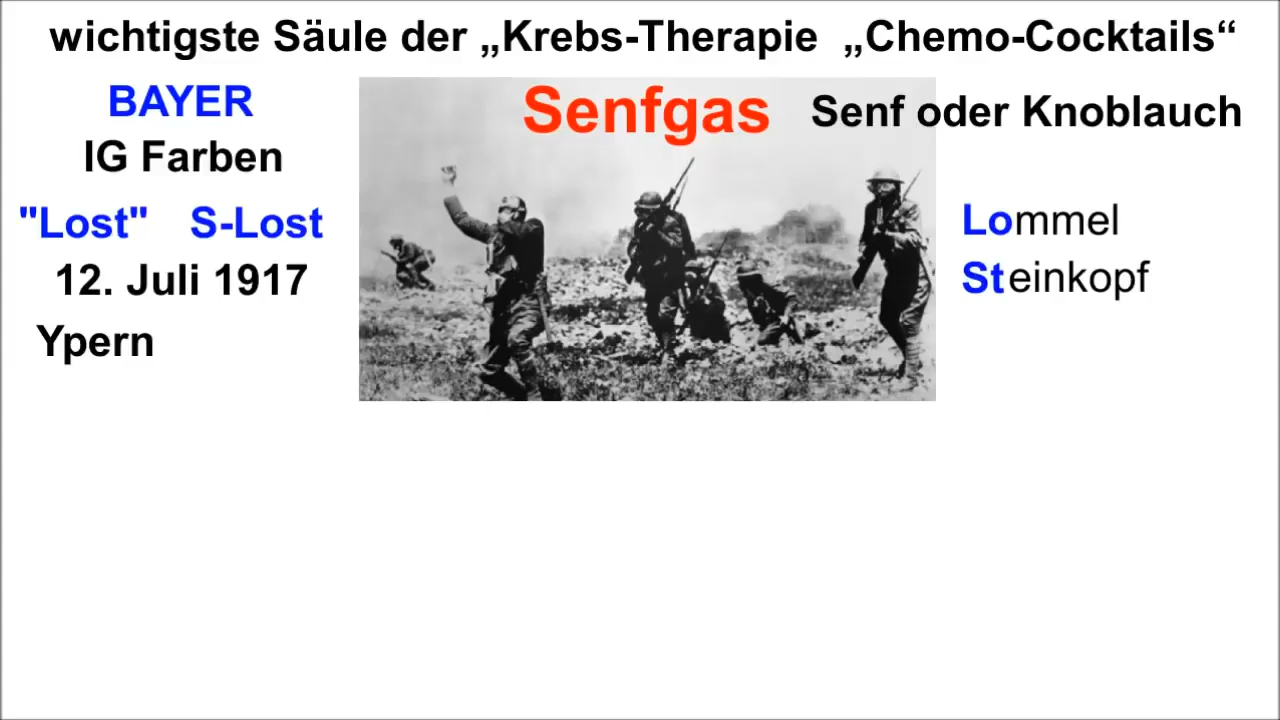 wichtigste Säule der „Krebs-Therapie „Chemo-Cocktails“
BAYER
IG Farben
"Lost" S-Lost
12. Juli 1917
Ypern
Senfgas
Senf oder Knoblauch
Lommel
Steinkopf